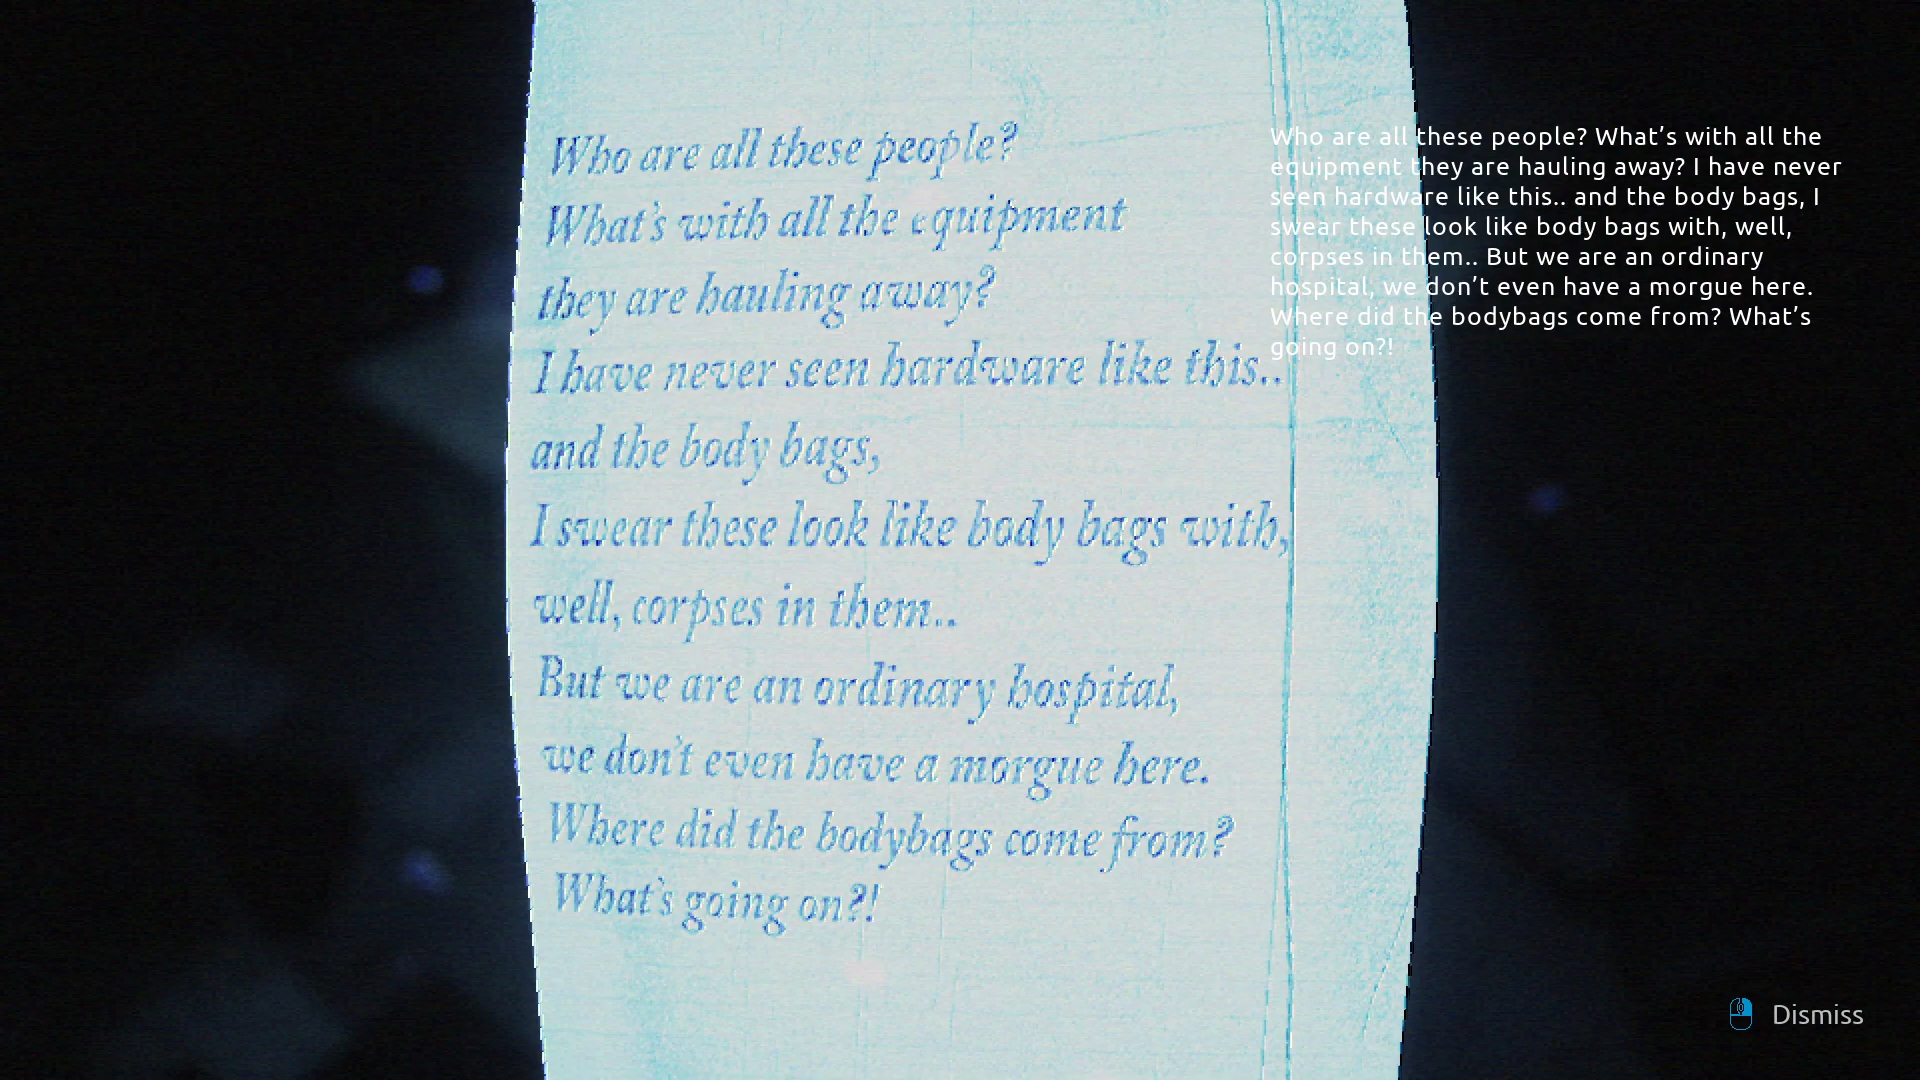 Who are all these people?
What's with all the equipment
they are hauling away?
I have never seen hardware like this..
and the body bags,
I swear these look like body bags with,
well, corpses in them..
But we are an ordinary hospital,
we don't even have a morgue here.
Where did the bodybags come from?
What's going on?!
Who are all these people? What’s with all the
equipment they are hauling away? I have never
seen hardware like this.. and the body bags, I
swear these look like body bags with, well,
corpses in them.. But we are an ordinary
hospital, we don’t even have a morgue here.
Where did the bodybags come from? What’s
going on?!
Dismiss